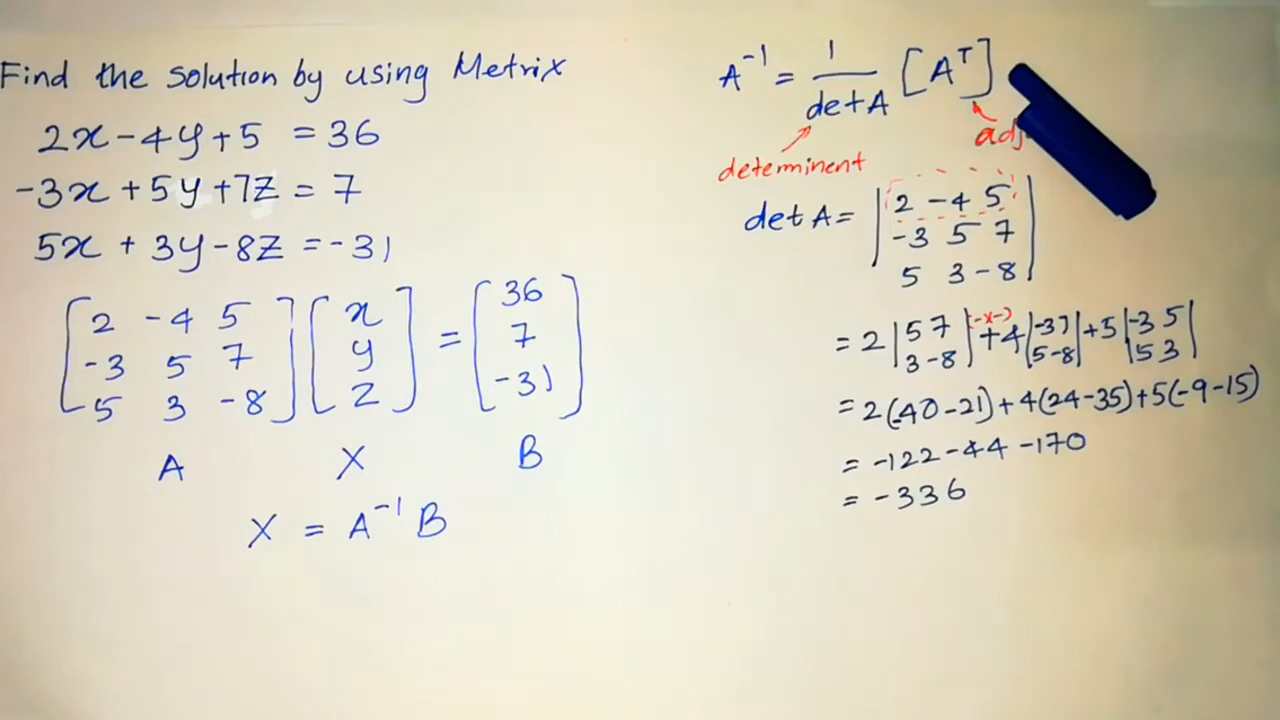 Find the solution by using Metrix
2x - 4y + 5 = 36
-3x + 5y + 7z = 7
5x + 3y - 8z = -31
[2 -4 5] [x] = [36]
[-3 5 7] [y] [7]
[5 3 -8] [z] [-31]
A X B
X = A⁻¹ B
A⁻¹ = 1/detA [Aᵀ]
determinent
adj
det A = |2 -4 5|
|-3 5 7|
|5 3 -8|
= 2 |5 7| (-x-) + 4 |-3 7| + 5 |-3 5|
|3 -8| |5 -8| |5 3|
= 2(-40 - 21) + 4(24 - 35) + 5(-9 - 15)
= -122 - 44 - 170
= -336